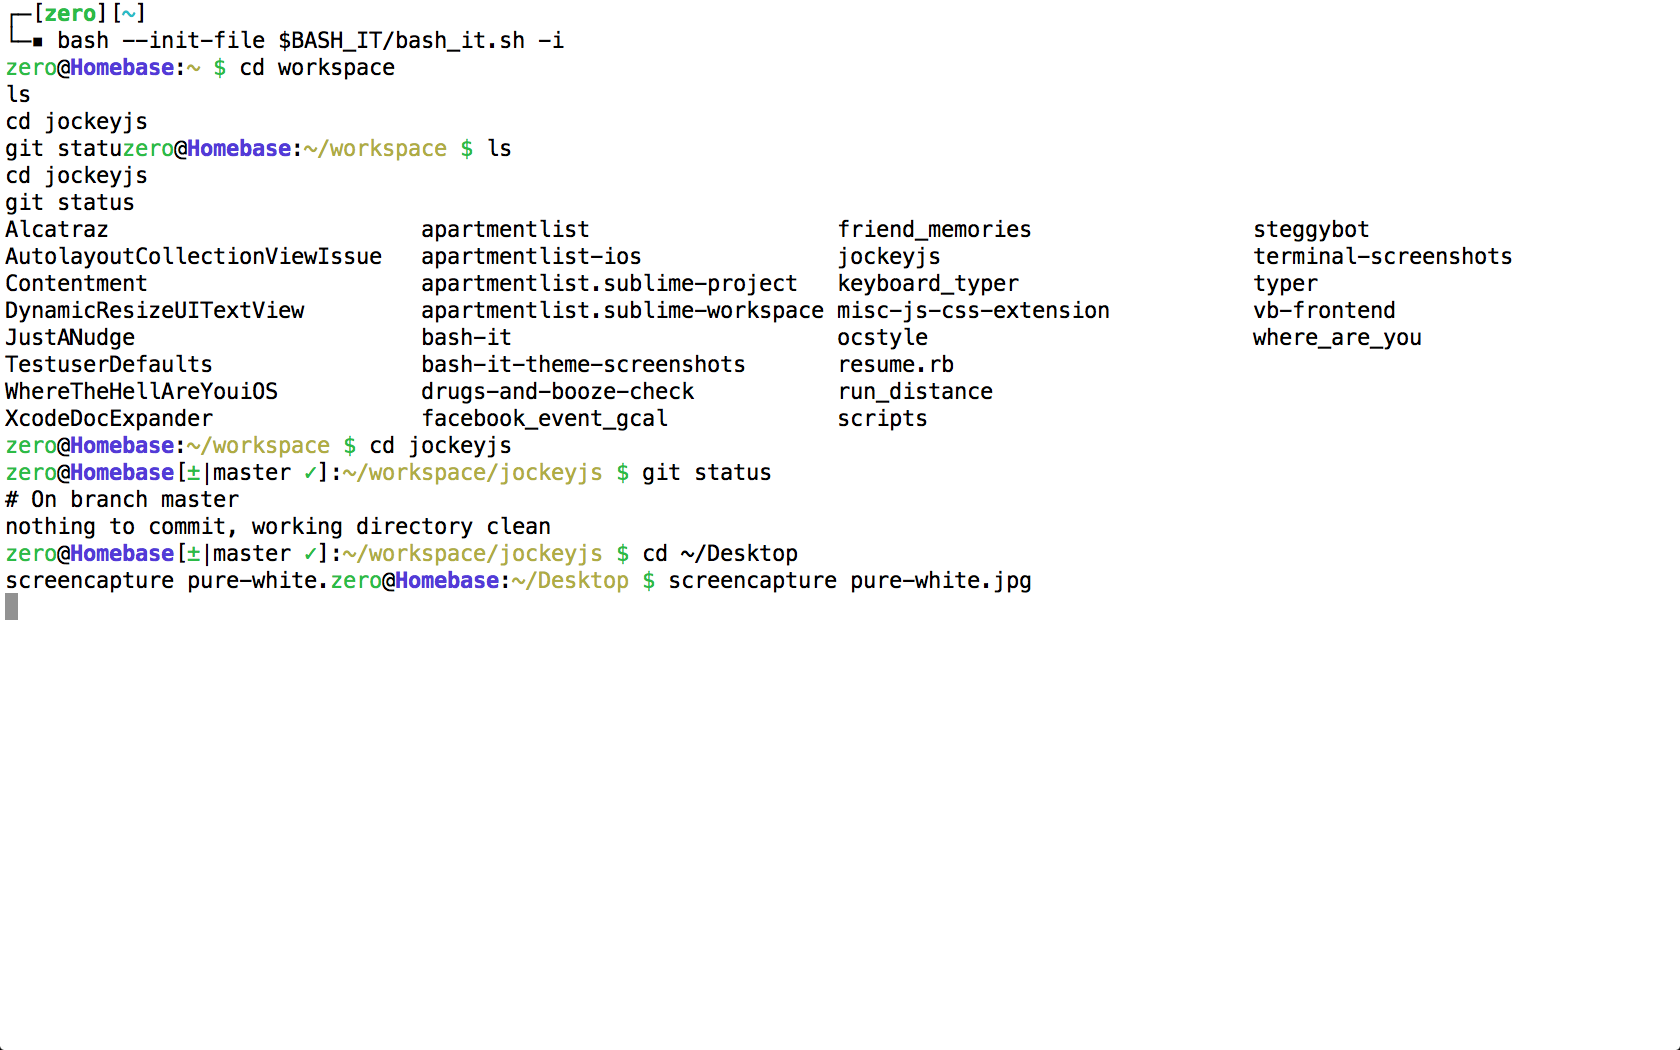 ┌─[zero][~]
└─▪ bash --init-file $BASH_IT/bash_it.sh -i
zero@Homebase:~ $ cd workspace
ls
cd jockeyjs
git statuzero@Homebase:~/workspace $ ls
cd jockeyjs
git status
Alcatraz apartmentlist friend_memories steggybot
AutolayoutCollectionViewIssue apartmentlist-ios jockeyjs terminal-screenshots
Contentment apartmentlist.sublime-project keyboard_typer typer
DynamicResizeUITextView apartmentlist.sublime-workspace misc-js-css-extension vb-frontend
JustANudge bash-it ocstyle where_are_you
TestuserDefaults bash-it-theme-screenshots resume.rb
WhereTheHellAreYouiOS drugs-and-booze-check run_distance
XcodeDocExpander facebook_event_gcal scripts
zero@Homebase:~/workspace $ cd jockeyjs
zero@Homebase[±|master ✓]:~/workspace/jockeyjs $ git status
# On branch master
nothing to commit, working directory clean
zero@Homebase[±|master ✓]:~/workspace/jockeyjs $ cd ~/Desktop
screencapture pure-white.zero@Homebase:~/Desktop $ screencapture pure-white.jpg